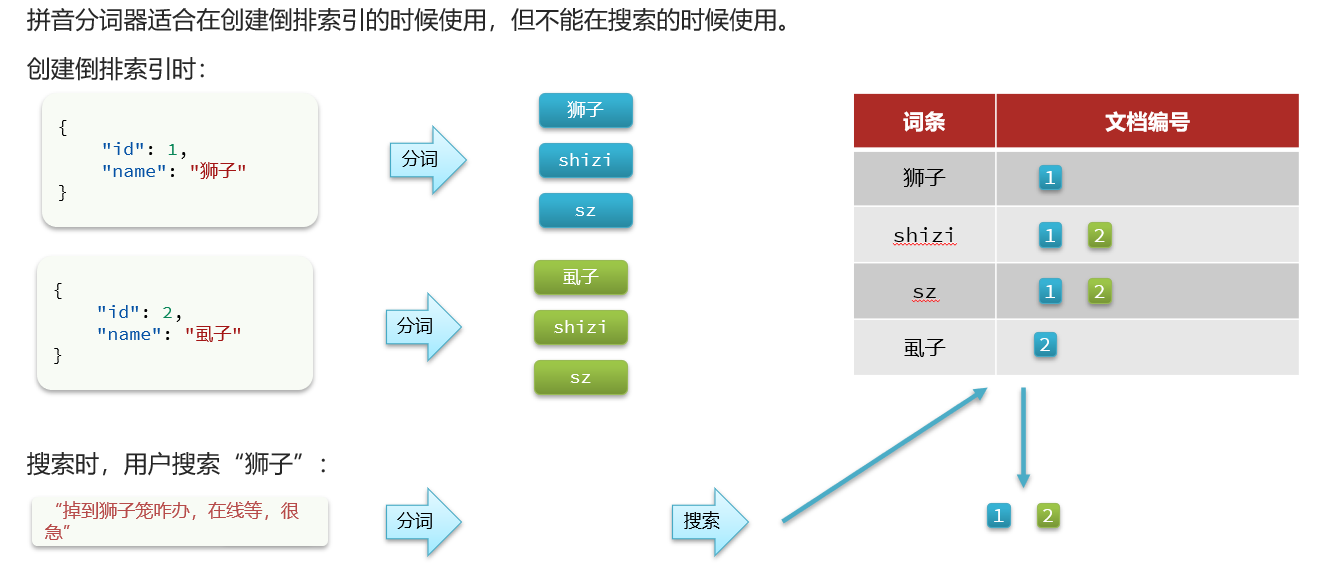 拼音分词器适合在创建倒排索引的时候使用，但不能在搜索的时候使用。
创建倒排索引时：
{
"id": 1,
"name": "狮子"
}
分词
狮子
shizi
sz
{
"id": 2,
"name": "虱子"
}
分词
虱子
shizi
sz
词条 文档编号
狮子 1
shizi 1 2
sz 1 2
虱子 2
搜索时，用户搜索“狮子”：
“掉到狮子笼咋办，在线等，很
急”
分词
搜索
1 2